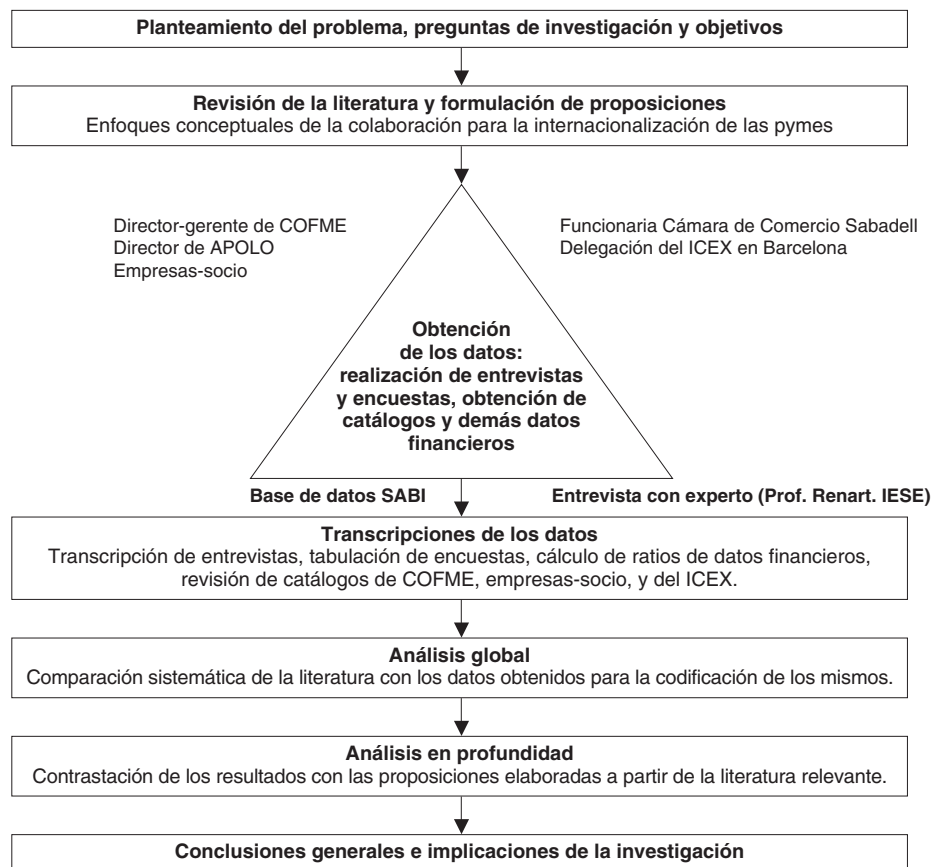 Planteamiento del problema, preguntas de investigación y objetivos
Revisión de la literatura y formulación de proposiciones
Enfoques conceptuales de la colaboración para la internacionalización de las pymes
Director-gerente de COFME
Director de APOLO
Empresas-socio
Funcionaria Cámara de Comercio Sabadell
Delegación del ICEX en Barcelona
Obtención
de los datos:
realización de entrevistas
y encuestas, obtención de
catálogos y demás datos
financieros
Base de datos SABI
Entrevista con experto (Prof. Renart. IESE)
Transcripciones de los datos
Transcripción de entrevistas, tabulación de encuestas, cálculo de ratios de datos financieros,
revisión de catálogos de COFME, empresas-socio, y del ICEX.
Análisis global
Comparación sistemática de la literatura con los datos obtenidos para la codificación de los mismos.
Análisis en profundidad
Contrastación de los resultados con las proposiciones elaboradas a partir de la literatura relevante.
Conclusiones generales e implicaciones de la investigación